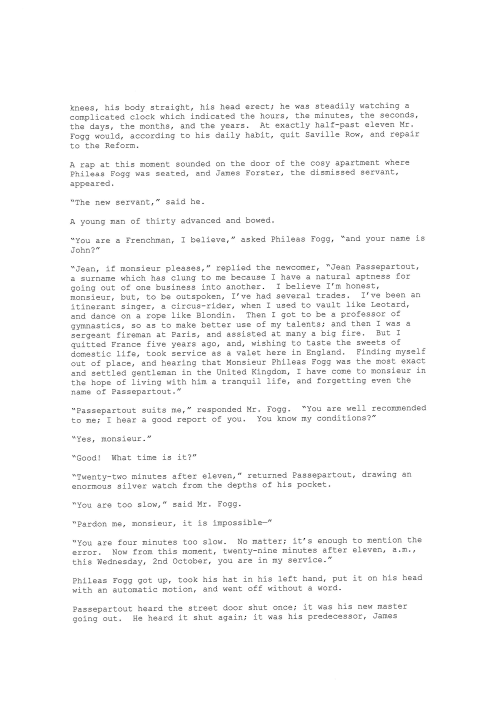 knees, his body straight, his head erect; he was steadily watching a
complicated clock which indicated the hours, the minutes, the seconds,
the days, the months, and the years.  At exactly half-past eleven Mr.
Fogg would, according to his daily habit, quit Saville Row, and repair
to the Reform.

A rap at this moment sounded on the door of the cosy apartment where
Phileas Fogg was seated, and James Forster, the dismissed servant,
appeared.

“The new servant,” said he.

A young man of thirty advanced and bowed.

“You are a Frenchman, I believe,” asked Phileas Fogg, “and your name is
John?”

“Jean, if monsieur pleases,” replied the newcomer, “Jean Passepartout,
a surname which has clung to me because I have a natural aptness for
going out of one business into another.  I believe I’m honest,
monsieur, but, to be outspoken, I’ve had several trades.  I’ve been an
itinerant singer, a circus-rider, when I used to vault like Leotard,
and dance on a rope like Blondin.  Then I got to be a professor of
gymnastics, so as to make better use of my talents; and then I was a
sergeant fireman at Paris, and assisted at many a big fire.  But I
quitted France five years ago, and, wishing to taste the sweets of
domestic life, took service as a valet here in England.  Finding myself
out of place, and hearing that Monsieur Phileas Fogg was the most exact
and settled gentleman in the United Kingdom, I have come to monsieur in
the hope of living with him a tranquil life, and forgetting even the
name of Passepartout.”

“Passepartout suits me,” responded Mr. Fogg.  “You are well recommended
to me; I hear a good report of you.  You know my conditions?”

“Yes, monsieur.”

“Good!  What time is it?”

“Twenty-two minutes after eleven,” returned Passepartout, drawing an
enormous silver watch from the depths of his pocket.

“You are too slow,” said Mr. Fogg.

“Pardon me, monsieur, it is impossible—”

“You are four minutes too slow.  No matter; it’s enough to mention the
error.  Now from this moment, twenty-nine minutes after eleven, a.m.,
this Wednesday, 2nd October, you are in my service.”

Phileas Fogg got up, took his hat in his left hand, put it on his head
with an automatic motion, and went off without a word.

Passepartout heard the street door shut once; it was his new master
going out.  He heard it shut again; it was his predecessor, James